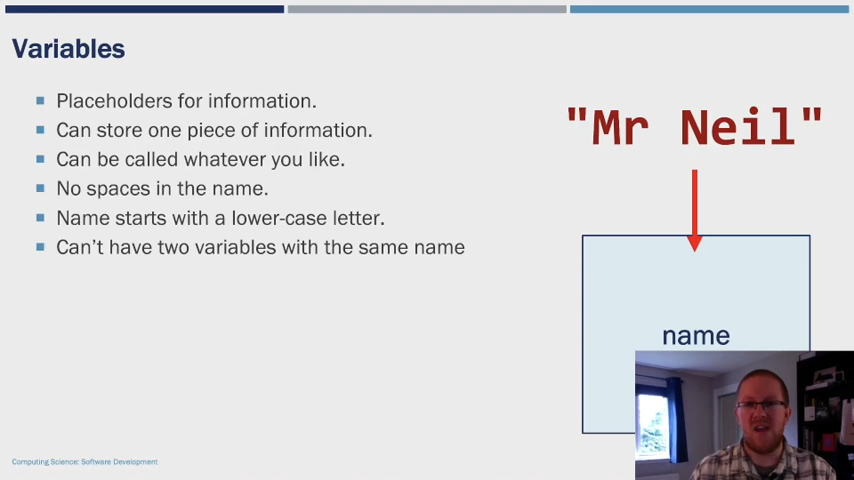 Variables
Placeholders for information.
Can store one piece of information.
Can be called whatever you like.
No spaces in the name.
Name starts with a lower-case letter.
Can’t have two variables with the same name
"Mr Neil"
name
Computing Science: Software Development